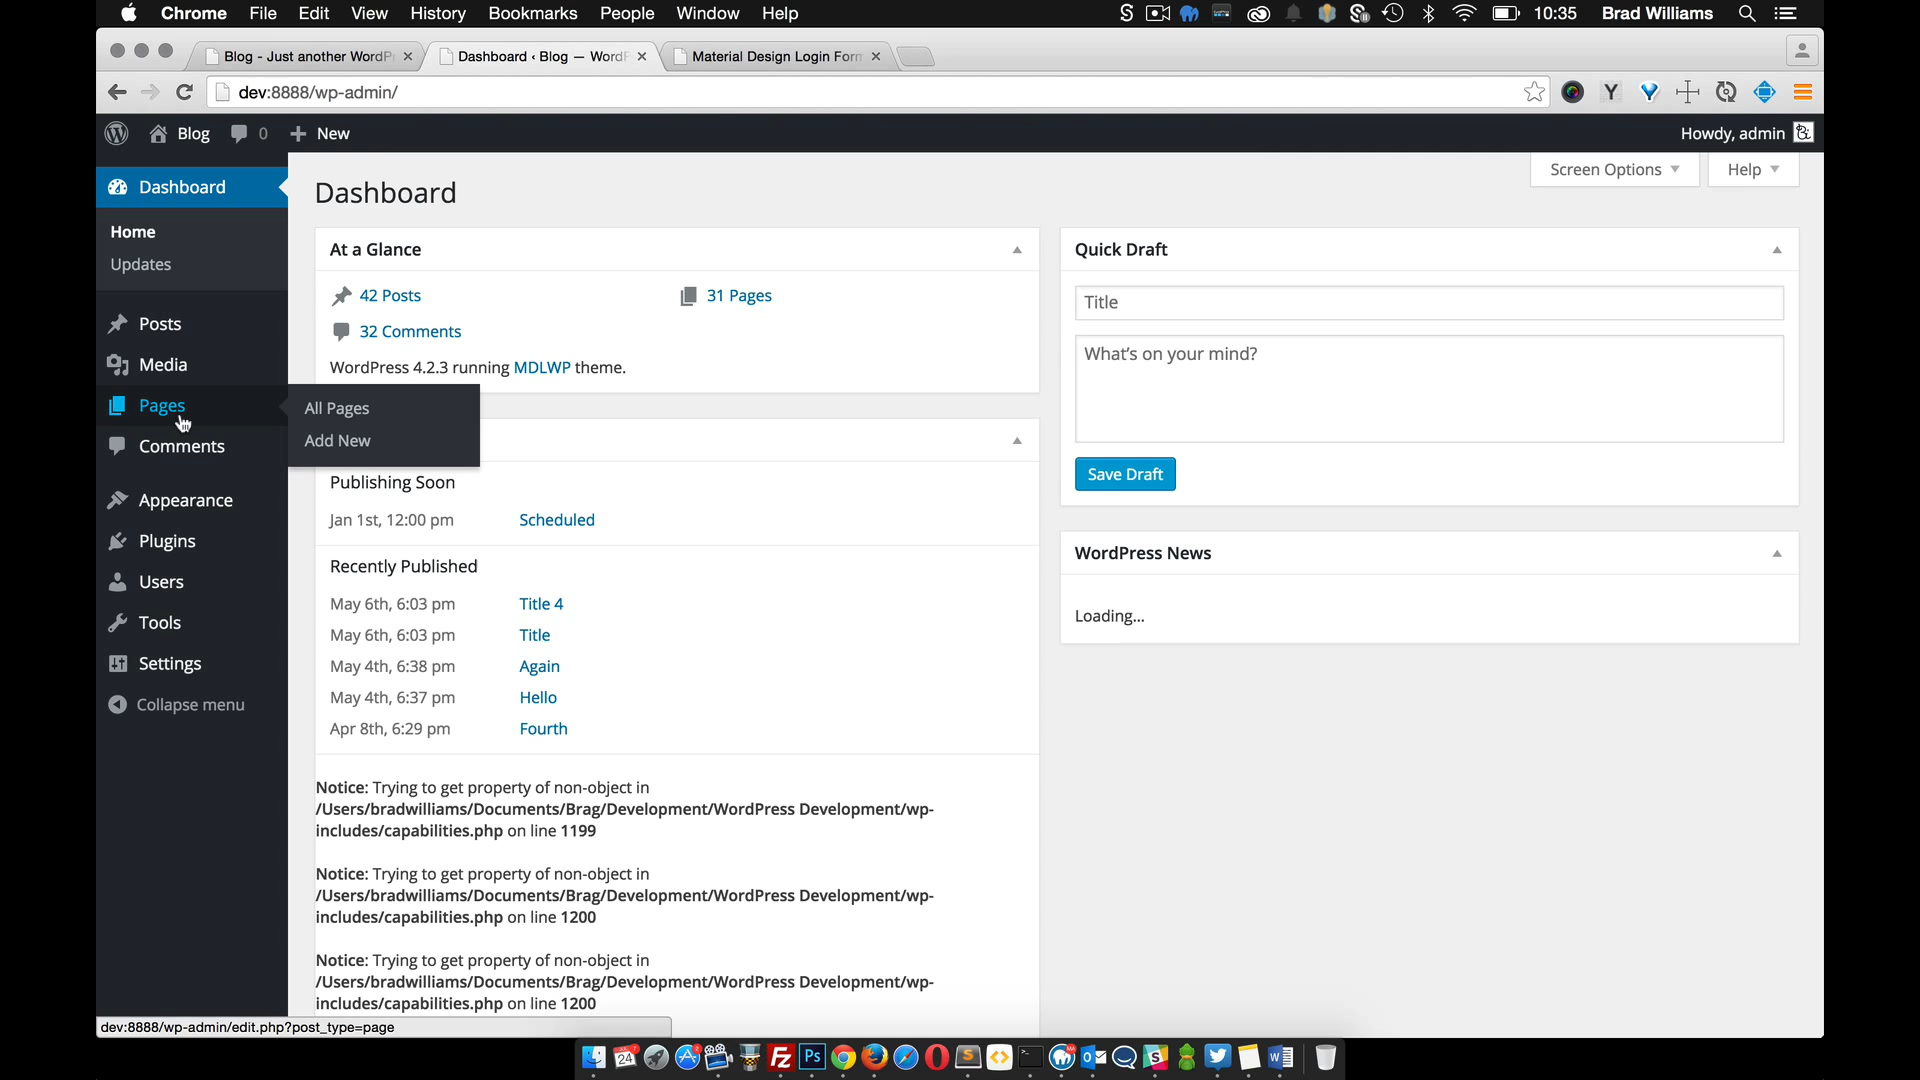 Chrome File Edit View History Bookmarks People Window Help 10:35 Brad Williams
Blog - Just another WordP Dashboard ‹ Blog — WordP Material Design Login Form
dev:8888/wp-admin/
Blog 0 New Howdy, admin
Screen Options Help
Dashboard
Home
Updates
Posts
Media
Pages
Comments
Appearance
Plugins
Users
Tools
Settings
Collapse menu
All Pages
Add New
Dashboard
At a Glance
42 Posts 31 Pages
32 Comments
WordPress 4.2.3 running MDLWP theme.
Publishing Soon
Jan 1st, 12:00 pm Scheduled
Recently Published
May 6th, 6:03 pm Title 4
May 6th, 6:03 pm Title
May 4th, 6:38 pm Again
May 4th, 6:37 pm Hello
Apr 8th, 6:29 pm Fourth
Notice: Trying to get property of non-object in
/Users/bradwilliams/Documents/Brag/Development/WordPress Development/wp-
includes/capabilities.php on line 1199
Notice: Trying to get property of non-object in
/Users/bradwilliams/Documents/Brag/Development/WordPress Development/wp-
includes/capabilities.php on line 1200
Notice: Trying to get property of non-object in
/Users/bradwilliams/Documents/Brag/Development/WordPress Development/wp-
includes/capabilities.php on line 1200
Quick Draft
Title
What's on your mind?
Save Draft
WordPress News
Loading...
dev:8888/wp-admin/edit.php?post_type=page